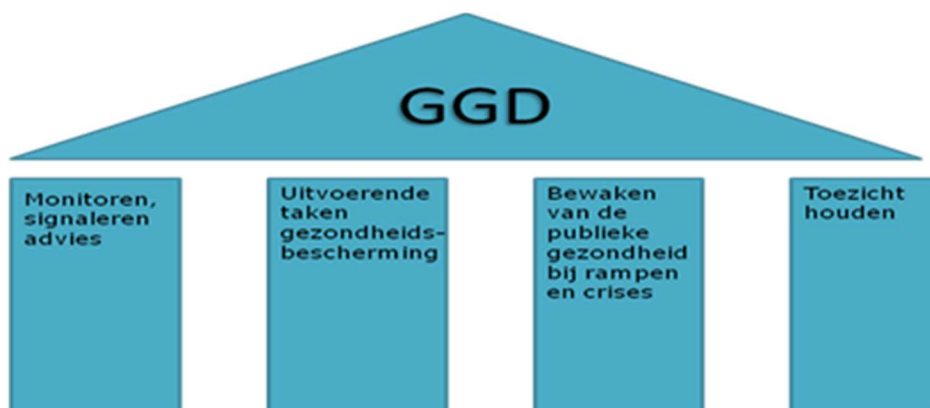 GGD
Monitoren,
signaleren
advies
Uitvoerende
taken
gezondheids-
bescherming
Bewaken
van de
publieke
gezondheid
bij rampen
en crises
Toezicht
houden